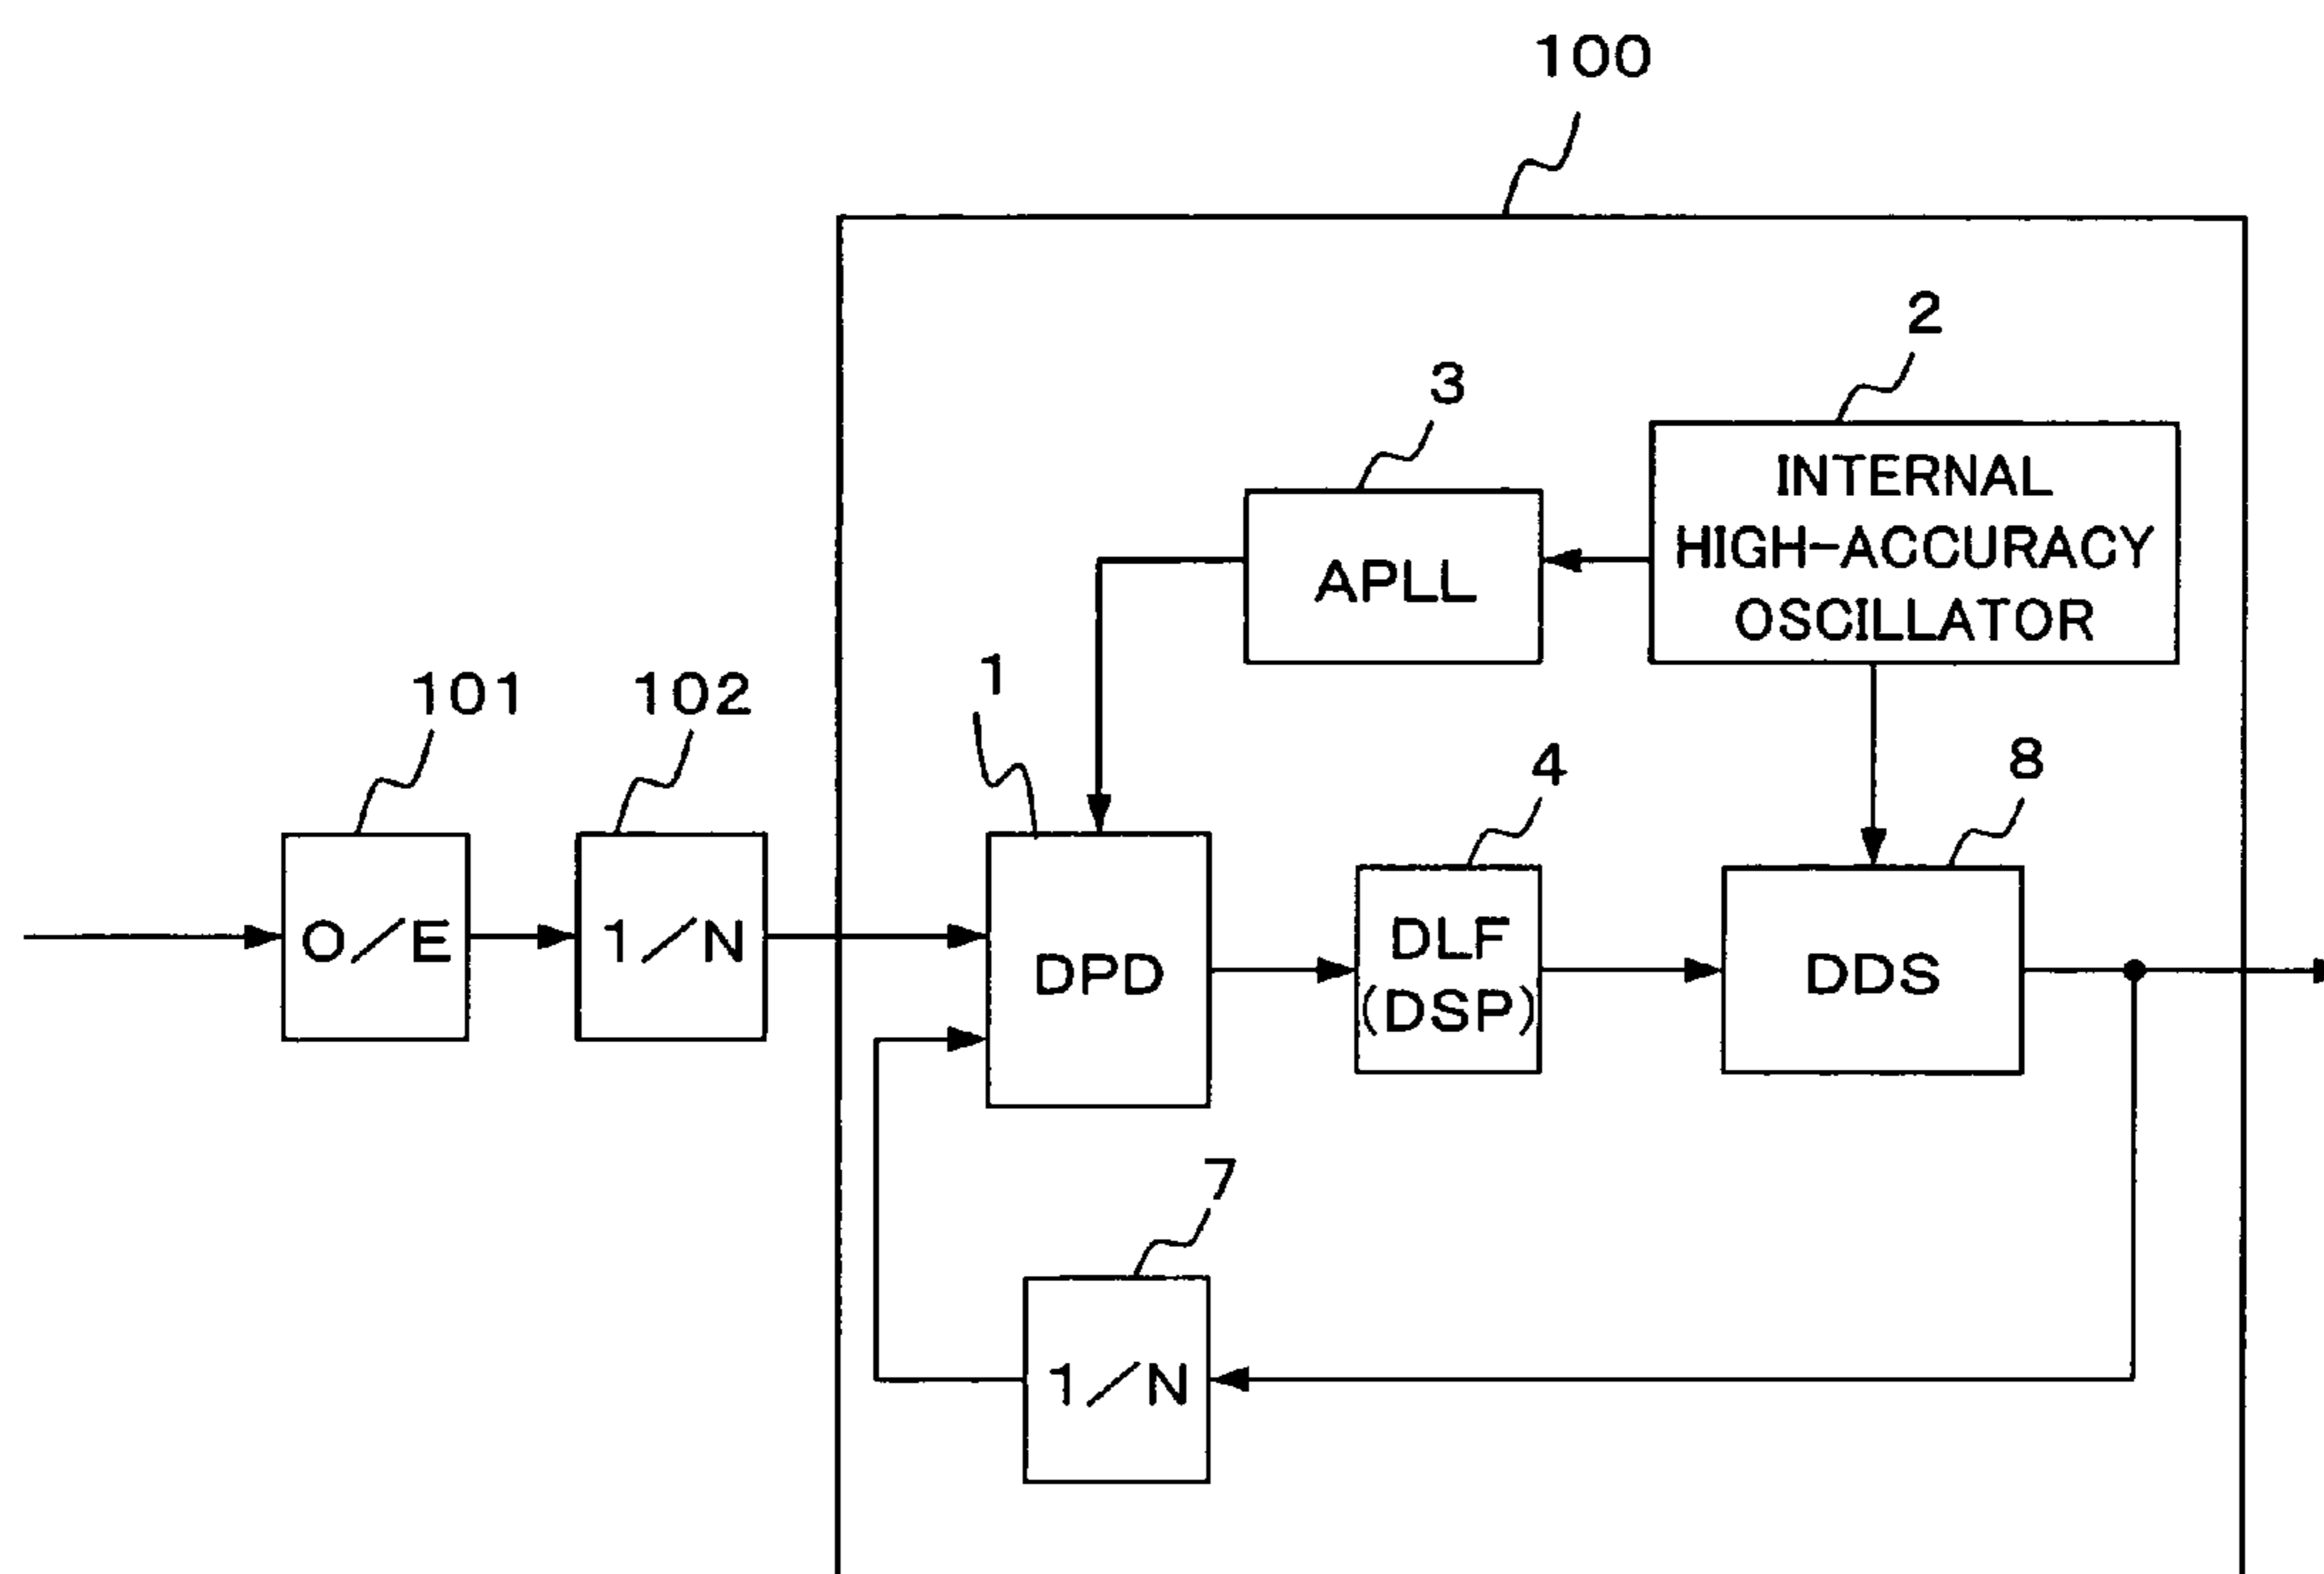 100
2
3
INTERNAL
HIGH-ACCURACY
OSCILLATOR
APLL
101
102
1
4
8
O/E
1/N
DPD
DLF
(DSP)
DDS
7
1/N